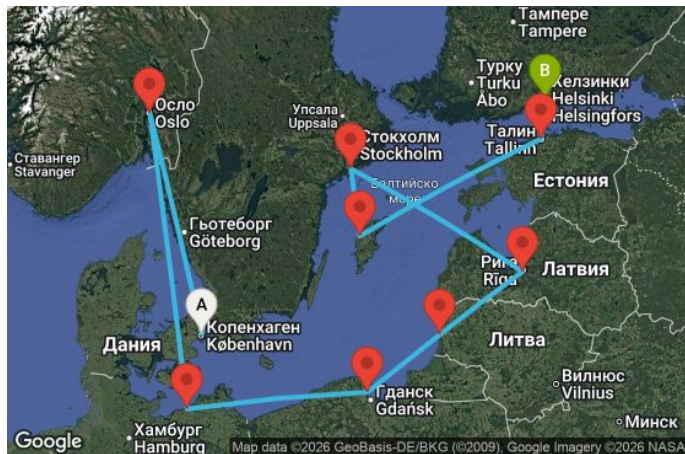 Тампере
Tampere
B
Турку
Turku
Åbo
Хелзинки
Helsinki
Helsingfors
Осло
Oslo
Упсала
Uppsala
Стокхолм
Stockholm
Талин
Tallinn
Ставангер
Stavanger
Балтийско
море
ЕСТОНИЯ
Гьотеборг
Göteborg
Рига
Rīga
ЛАТВИЯ
A
Копенхаген
København
ДАНИЯ
ЛИТВА
Гданск
Gdańsk
Вилнюс
Vilnius
Хамбург
Hamburg
Минск
Google
Map data ©2026 GeoBasis-DE/BKG (©2009), Google Imagery ©2026 NASA